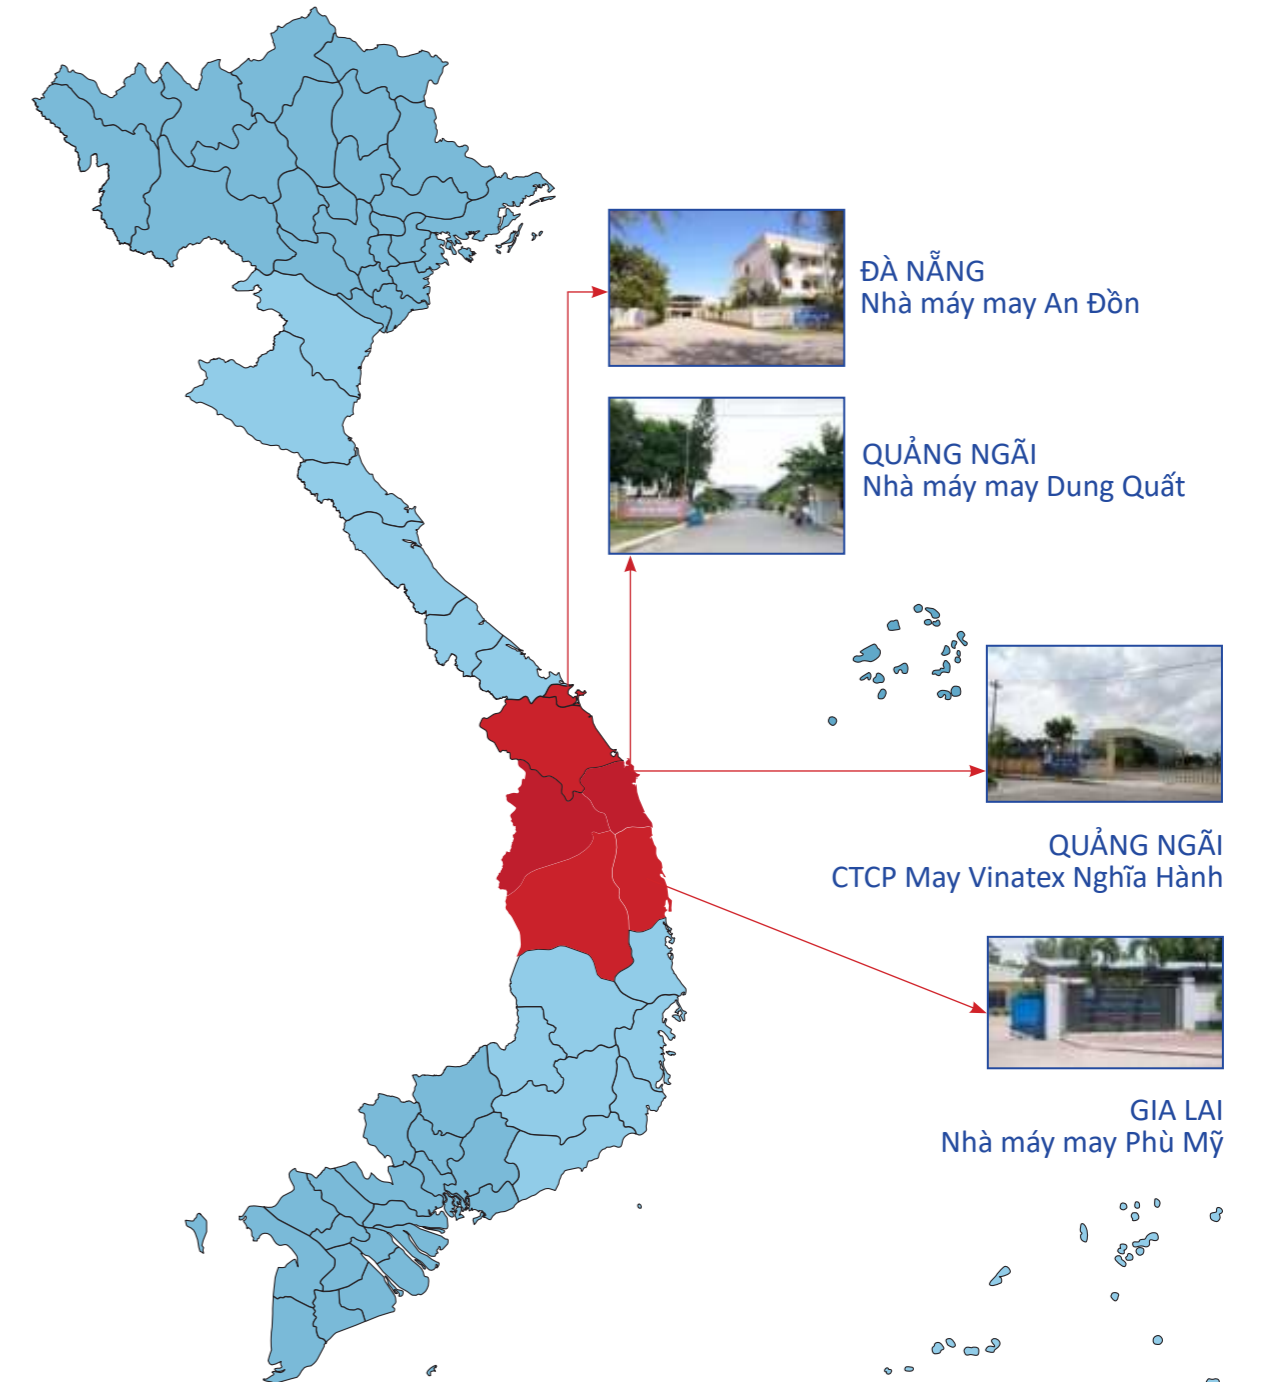 ĐÀ NẴNG
Nhà máy may An Đồn
QUẢNG NGÃI
Nhà máy may Dung Quất
QUẢNG NGÃI
CTCP May Vinatex Nghĩa Hành
GIA LAI
Nhà máy may Phù Mỹ